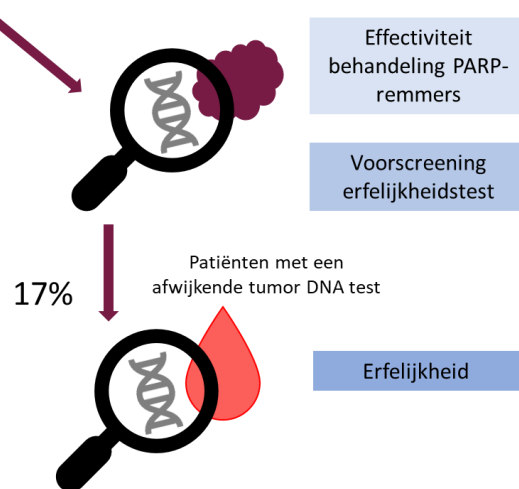 Effectiviteit
behandeling PARP-
remmers
Voorscreening
erfelijkheidstest
Patiënten met een
afwijkende tumor DNA test
17%
Erfelijkheid